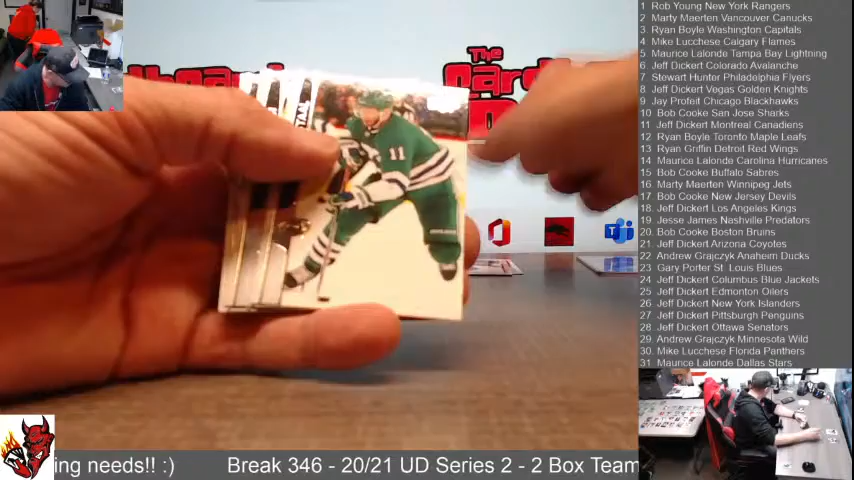 The
Card
TAAL
11
1 Rob Young New York Rangers
2 Marty Maerten Vancouver Canucks
3 Ryan Boyle Washington Capitals
4 Mike Lucchese Calgary Flames
5 Maurice Lalonde Tampa Bay Lightning
6 Jeff Dickert Colorado Avalanche
7 Stewart Hunter Philadelphia Flyers
8 Jeff Dickert Vegas Golden Knights
9 Jay Profeit Chicago Blackhawks
10 Bob Cooke San Jose Sharks
11 Jeff Dickert Montreal Canadiens
12 Ryan Boyle Toronto Maple Leafs
13 Ryan Griffin Detroit Red Wings
14 Maurice Lalonde Carolina Hurricanes
15 Bob Cooke Buffalo Sabres
16 Marty Maerten Winnipeg Jets
17 Bob Cooke New Jersey Devils
18 Jeff Dickert Los Angeles Kings
19 Jesse James Nashville Predators
20 Bob Cooke Boston Bruins
21 Jeff Dickert Arizona Coyotes
22 Andrew Grajczyk Anaheim Ducks
23 Gary Porter St. Louis Blues
24 Jeff Dickert Columbus Blue Jackets
25 Jeff Dickert Edmonton Oilers
26 Jeff Dickert New York Islanders
27 Jeff Dickert Pittsburgh Penguins
28 Jeff Dickert Ottawa Senators
29 Andrew Grajczyk Minnesota Wild
30. Mike Lucchese Florida Panthers
31. Maurice Lalonde Dallas Stars
ing needs!! :) Break 346 - 20/21 UD Series 2 - 2 Box Team